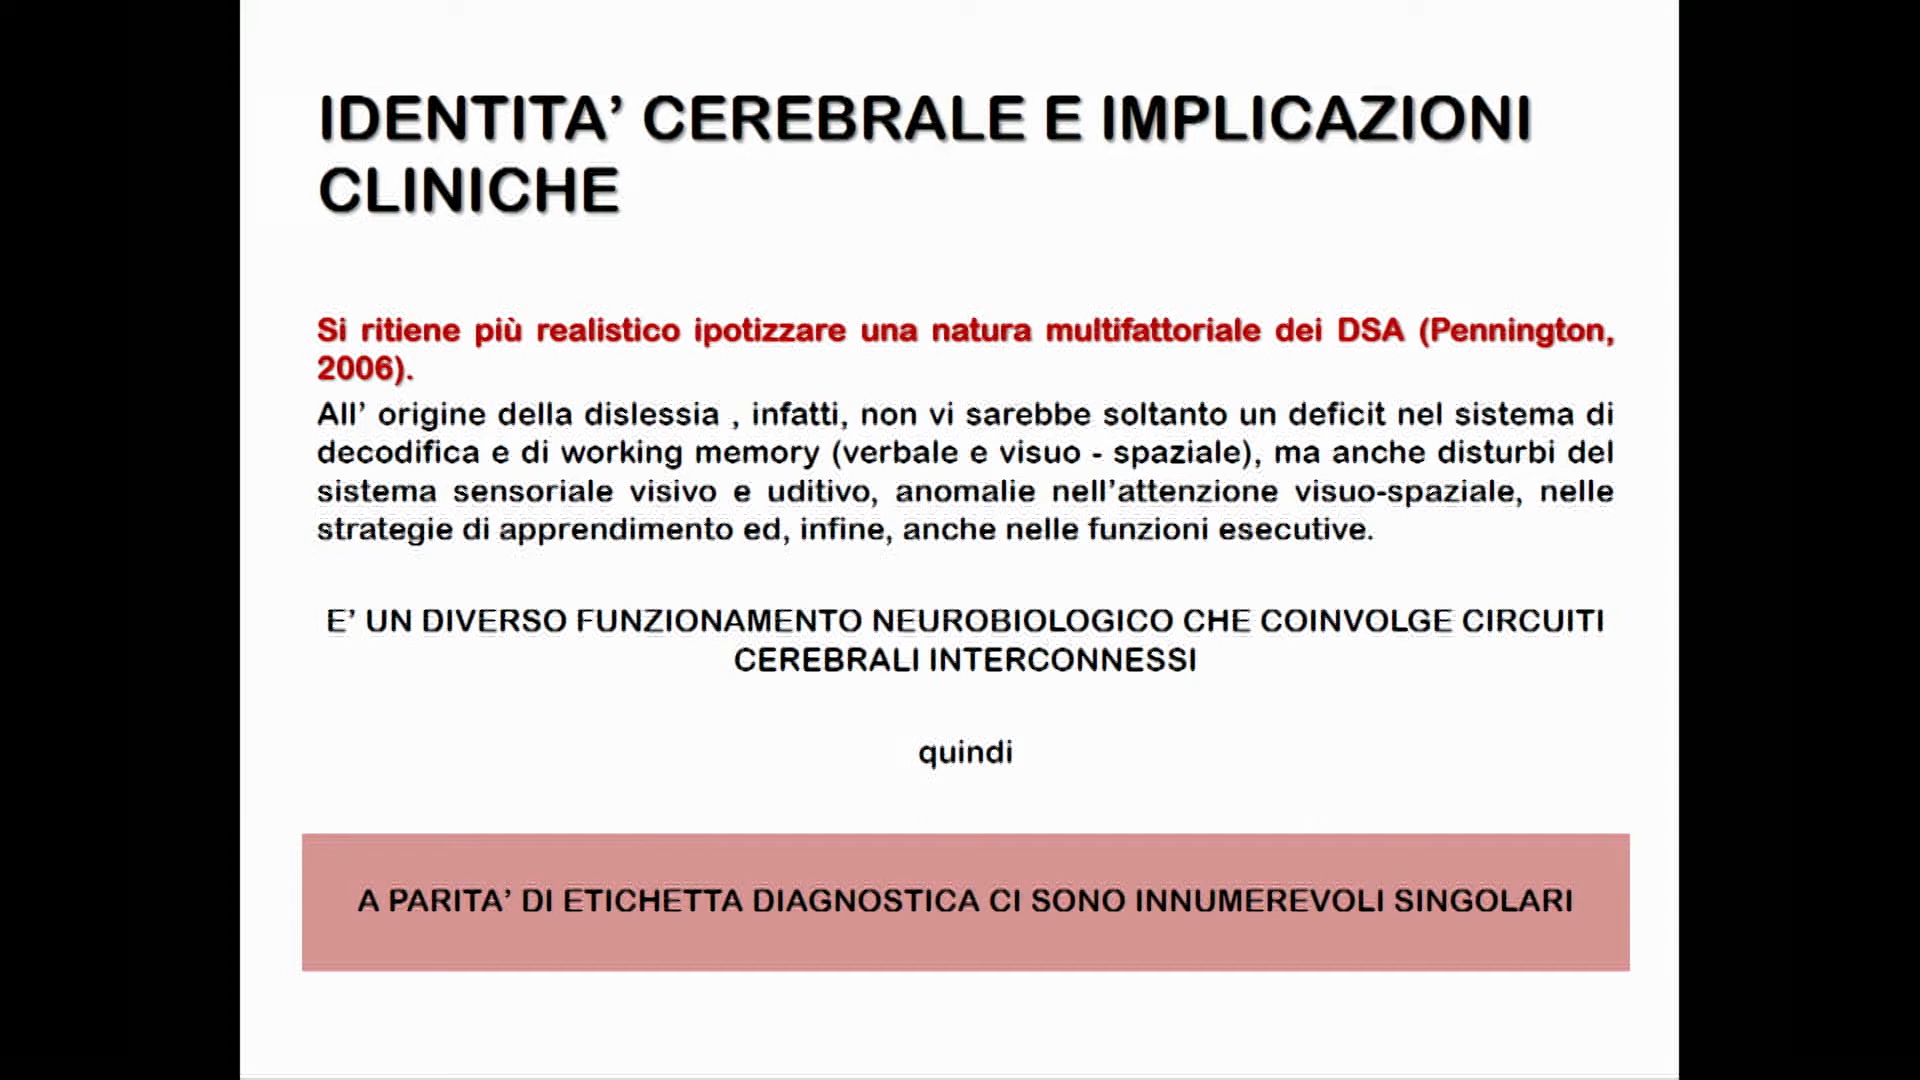 IDENTITA’ CEREBRALE E IMPLICAZIONI
CLINICHE
Si ritiene più realistico ipotizzare una natura multifattoriale dei DSA (Pennington,
2006).
All’ origine della dislessia , infatti, non vi sarebbe soltanto un deficit nel sistema di
decodifica e di working memory (verbale e visuo - spaziale), ma anche disturbi del
sistema sensoriale visivo e uditivo, anomalie nell’attenzione visuo-spaziale, nelle
strategie di apprendimento ed, infine, anche nelle funzioni esecutive.
E’ UN DIVERSO FUNZIONAMENTO NEUROBIOLOGICO CHE COINVOLGE CIRCUITI
CEREBRALI INTERCONNESSI
quindi
A PARITA’ DI ETICHETTA DIAGNOSTICA CI SONO INNUMEREVOLI SINGOLARI